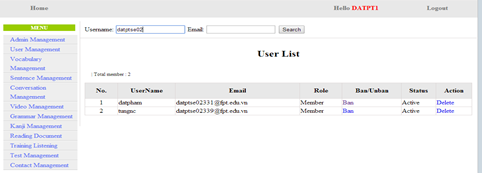 Home Hello DATPT1 Logout
MENU
Admin Management
User Management
Vocabulary
Management
Sentence Management
Conversation
Management
Video Management
Grammar Management
Kanji Management
Reading Document
Training Listening
Test Management
Contact Management
Username: datptse02 Email: Search
User List
: Total member : 2
No. UserName Email Role Ban/Unban Status Action
1 datpham datptse02331@fpt.edu.vn Member Ban Active Delete
2 tungnc datptse02339@fpt.edu.vn Member Ban Active Delete